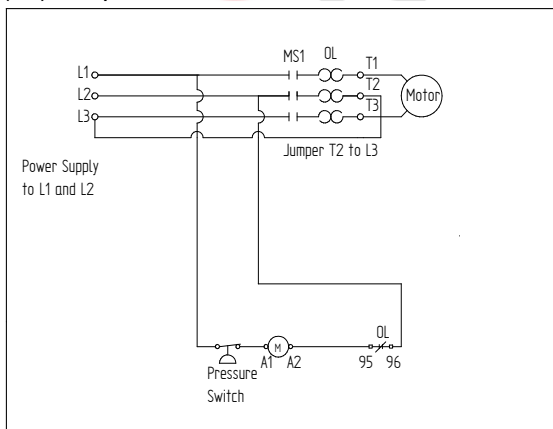 MS1 OL T1
L1
L2 T2 Motor
L3 T3
Jumper T2 to L3
Power Supply
to L1 and L2
OL
M
A1 A2 95 96
Pressure
Switch